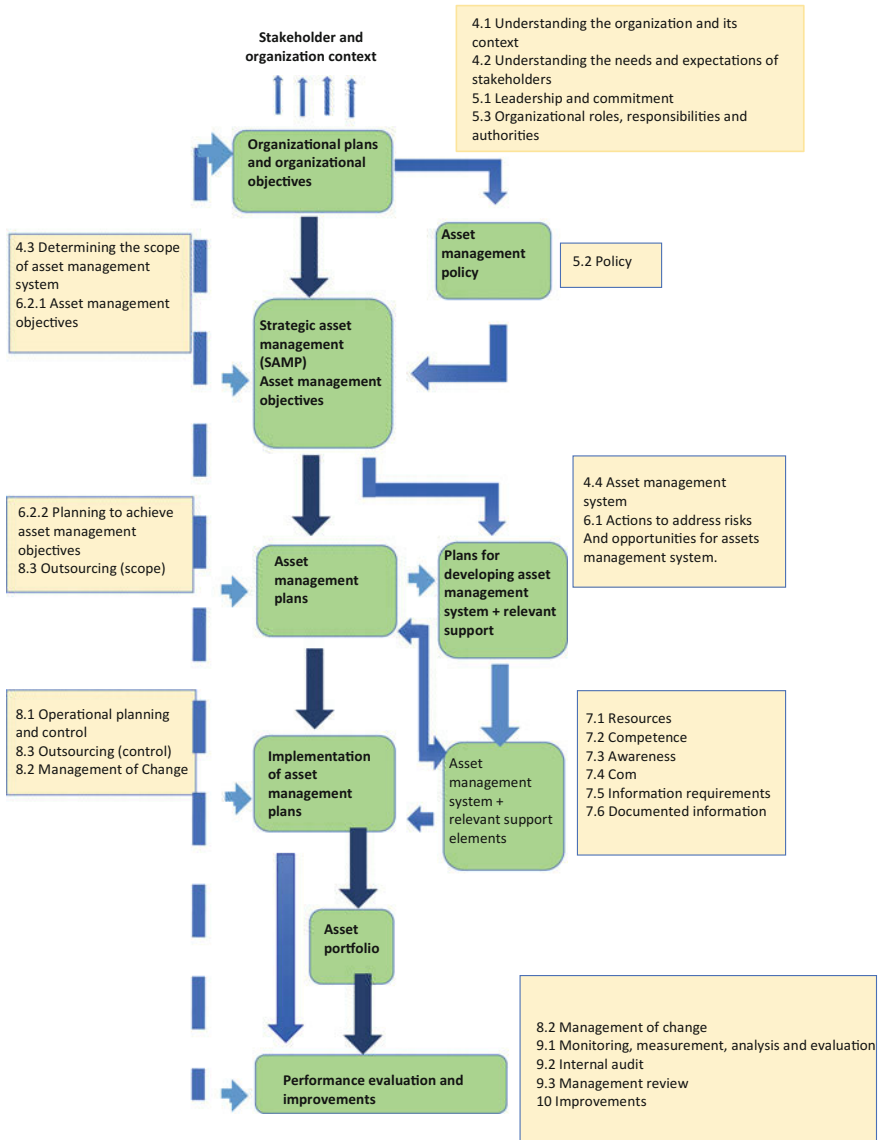 Stakeholder and
organization context
4.1 Understanding the organization and its
context
4.2 Understanding the needs and expectations of
stakeholders
5.1 Leadership and commitment
5.3 Organizational roles, responsibilities and
authorities
Organizational plans
and organizational
objectives
4.3 Determining the scope
of asset management
system
6.2.1 Asset management
objectives
Asset
management
policy
5.2 Policy
Strategic asset
management
(SAMP)
Asset management
objectives
6.2.2 Planning to achieve
asset management
objectives
8.3 Outsourcing (scope)
Asset
management
plans
Plans for
developing asset
management
system + relevant
support
4.4 Asset management
system
6.1 Actions to address risks
And opportunities for assets
management system.
8.1 Operational planning
and control
8.3 Outsourcing (control)
8.2 Management of Change
Implementation
of asset
management
plans
Asset
management
system +
relevant support
elements
7.1 Resources
7.2 Competence
7.3 Awareness
7.4 Com
7.5 Information requirements
7.6 Documented information
Asset
portfolio
Performance evaluation and
improvements
8.2 Management of change
9.1 Monitoring, measurement, analysis and evaluation
9.2 Internal audit
9.3 Management review
10 Improvements